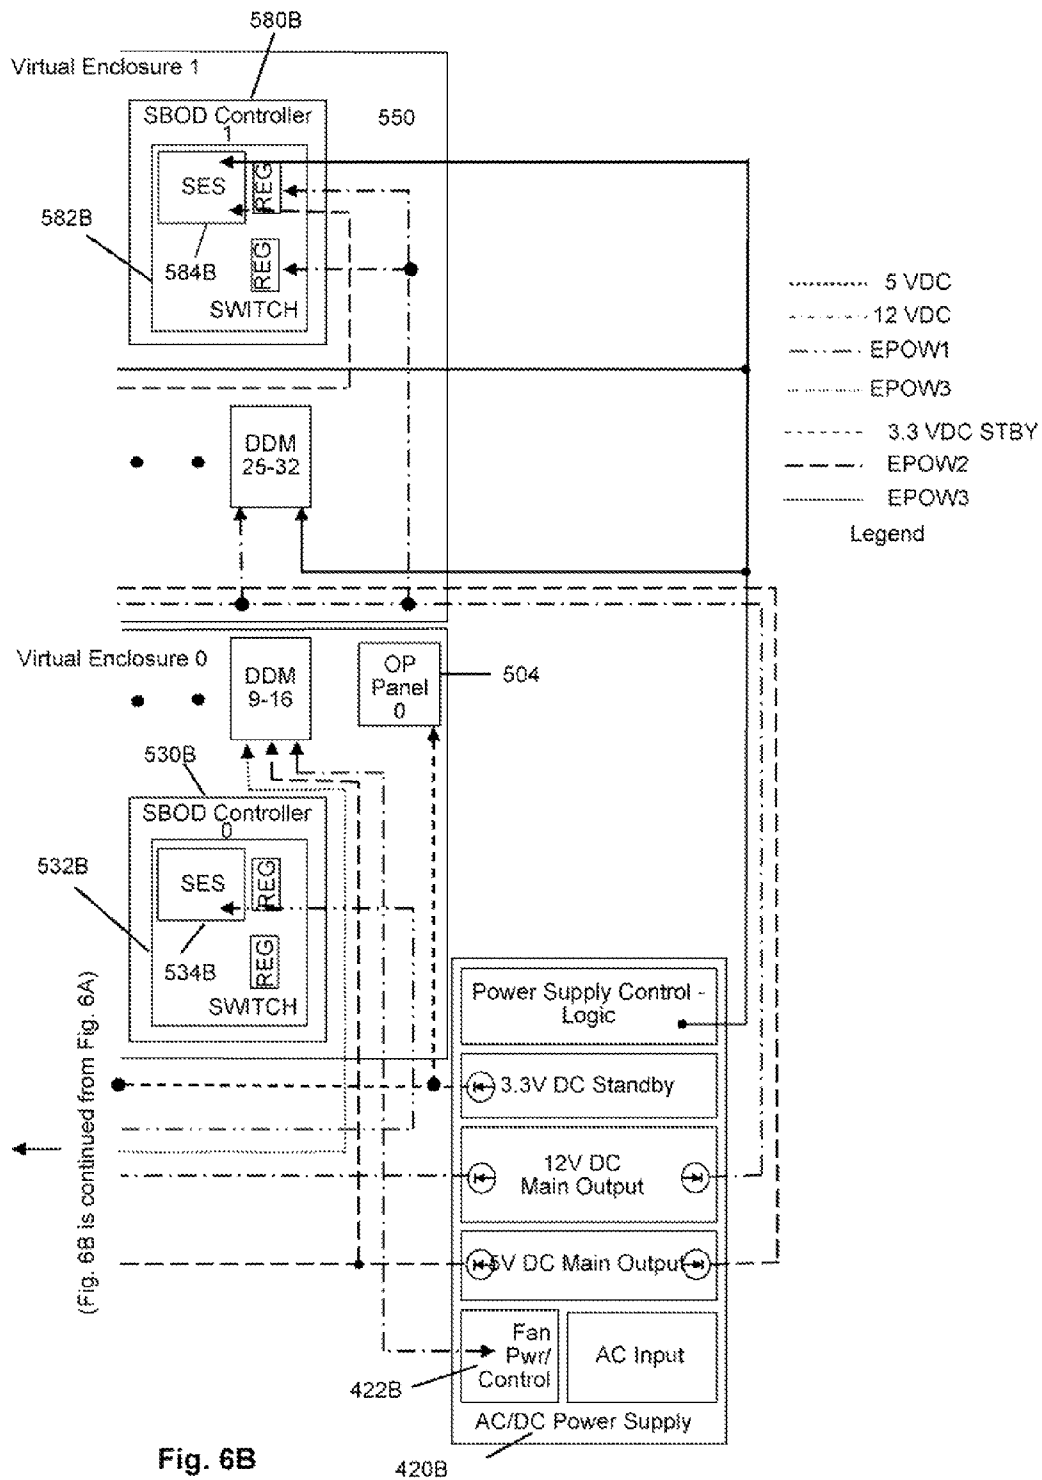 580B
Virtual Enclosure 1
SBOD Controller
1
550
SES
REG
582B
584B
REG
SWITCH
5 VDC
12 VDC
EPOW1
EPOW3
3.3 VDC STBY
EPOW2
EPOW3
Legend
DDM
25-32
Virtual Enclosure 0
DDM
9-16
OP
Panel
0
504
530B
SBOD Controller
0
532B
SES
REG
534B
REG
SWITCH
(Fig. 6B is continued from Fig. 6A)
Power Supply Control -
Logic
3.3V DC Standby
12V DC
Main Output
5V DC Main Output
Fan
Pwr/
Control
AC Input
422B
AC/DC Power Supply
Fig. 6B
420B